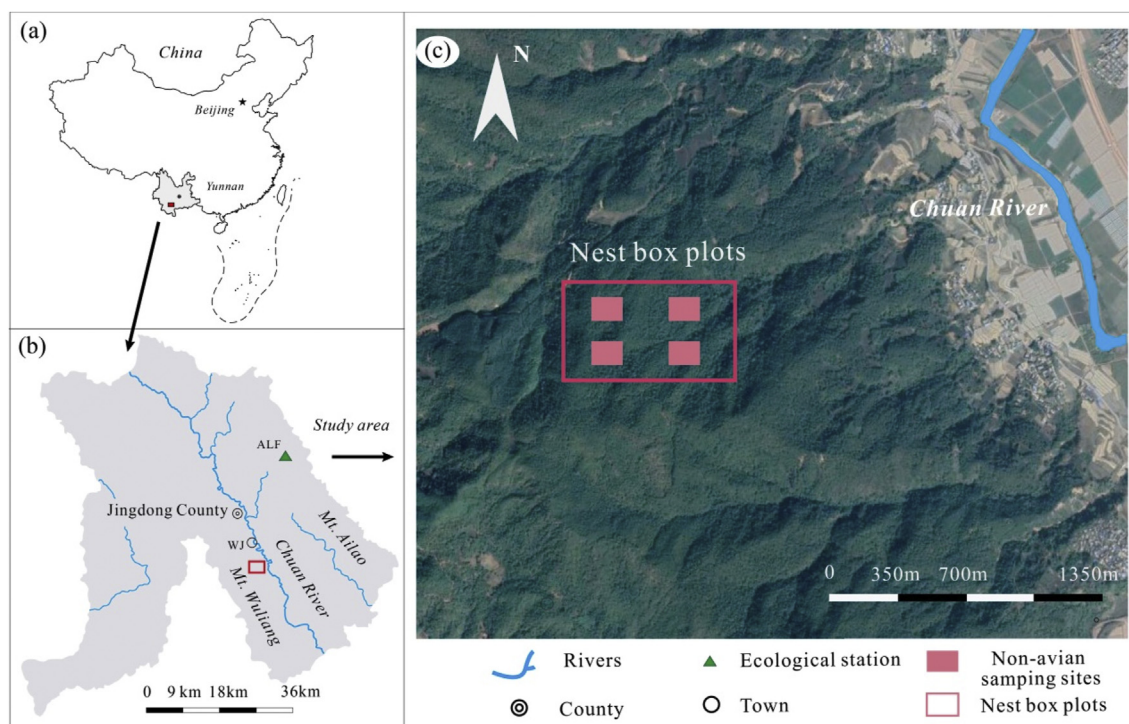 (a)
China
Beijing
Yunnan
(b)
ALF
Study area
Jingdong County
WJ
Mt. Ailao
Chuan River
Mt. Wuliang
0 9 km 18km 36km
(c)
N
Chuan River
Nest box plots
0 350m 700m 1350m
Rivers
Ecological station
Non-avian
samping sites
County
Town
Nest box plots